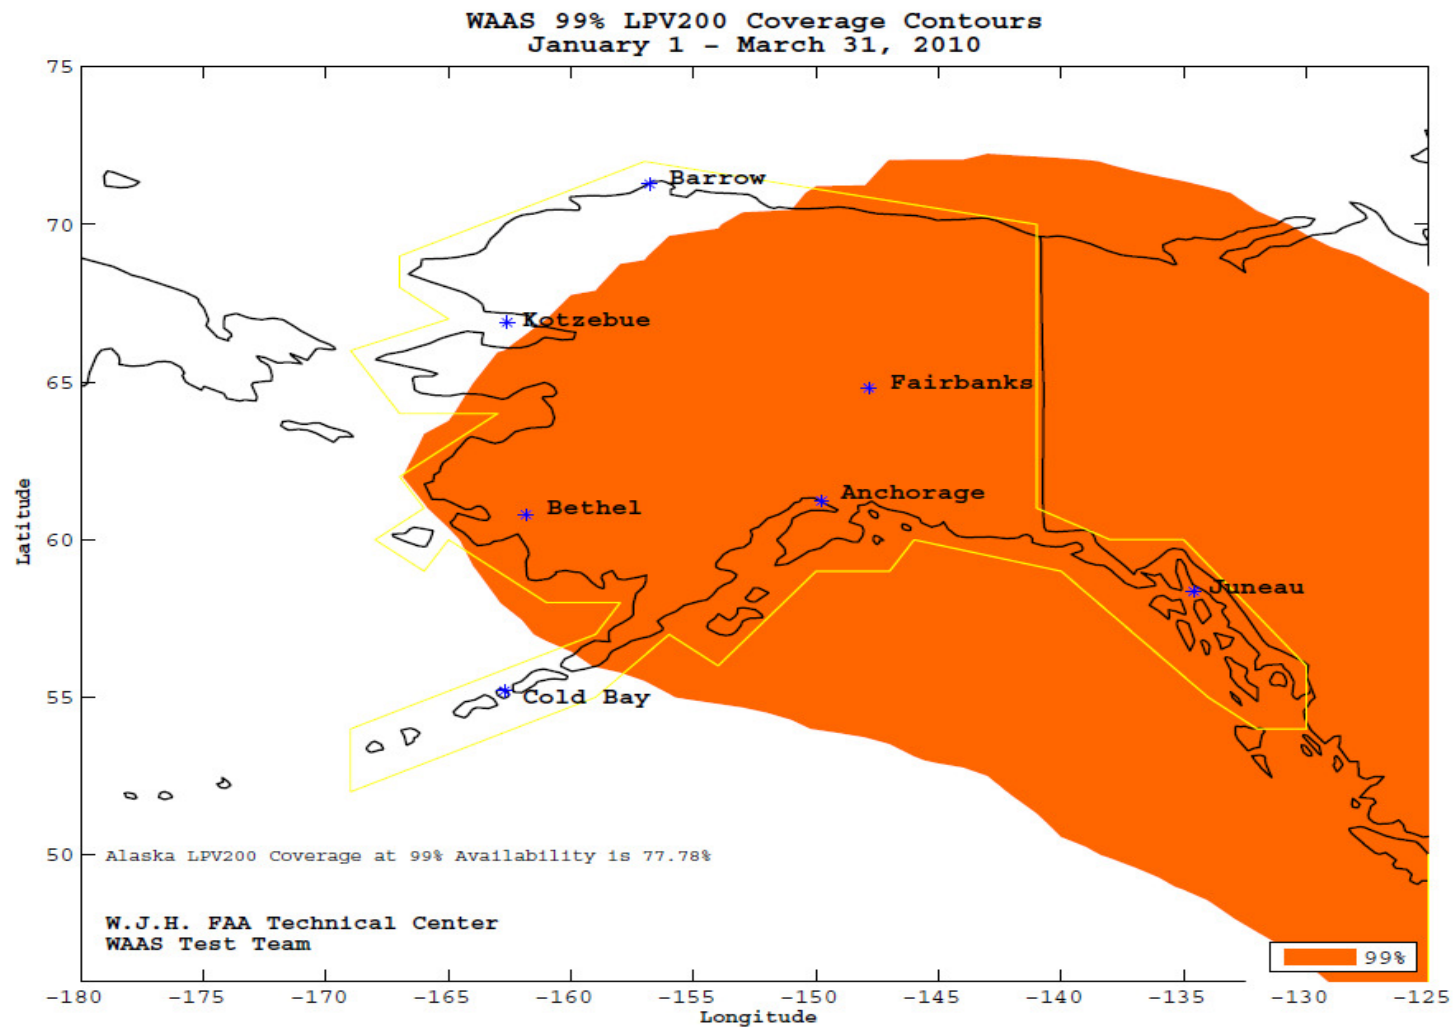 WAAS 99% LPV200 Coverage Contours
January 1 - March 31, 2010
75
Barrow
70
Kotzebue
65
Fairbanks
Anchorage
Bethel
Latitude
60
Juneau
55
Cold Bay
50
Alaska LPV200 Coverage at 99% Availability is 77.78%
W.J.H. FAA Technical Center
WAAS Test Team
99%
-180 -175 -170 -165 -160 -155 -150 -145 -140 -135 -130 -125
Longitude